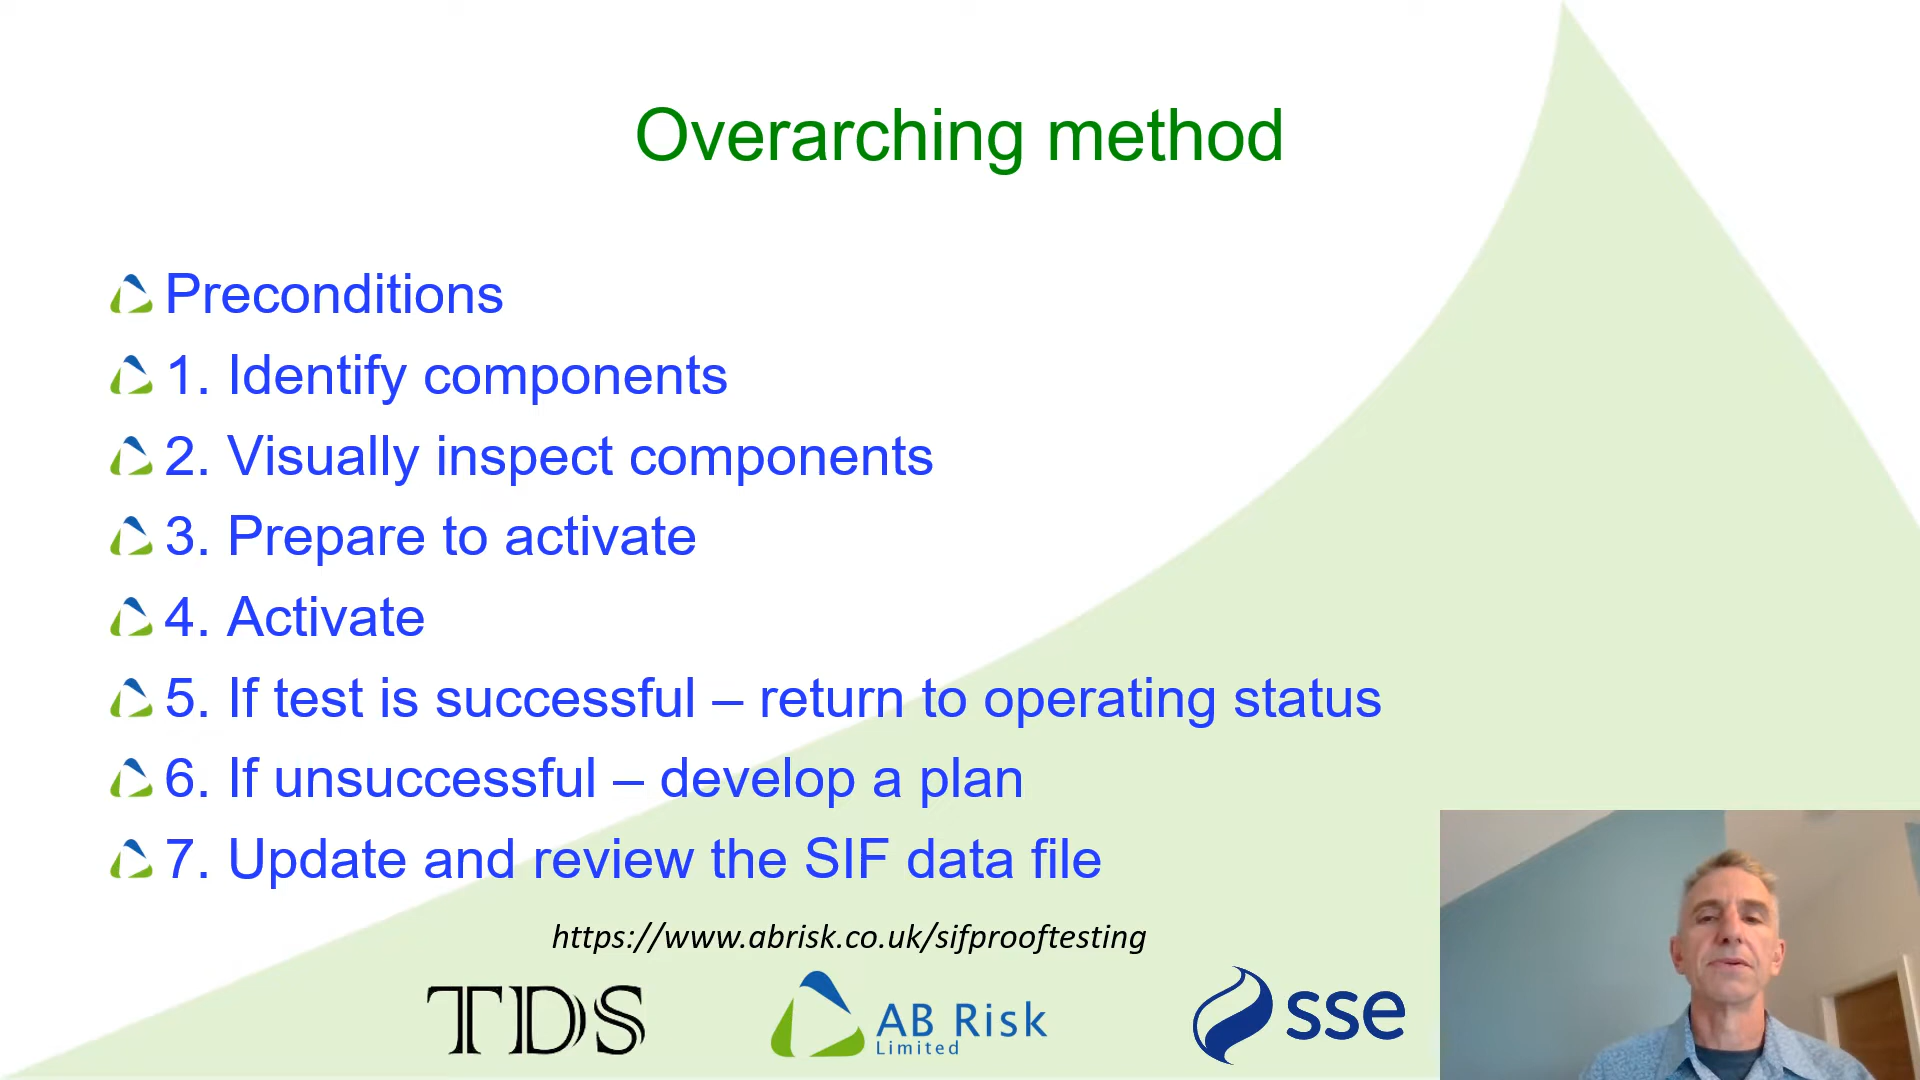 Overarching method
Preconditions
1. Identify components
2. Visually inspect components
3. Prepare to activate
4. Activate
5. If test is successful – return to operating status
6. If unsuccessful – develop a plan
7. Update and review the SIF data file
https://www.abrisk.co.uk/sifprooftesting
TDS
AB Risk
Limited
sse